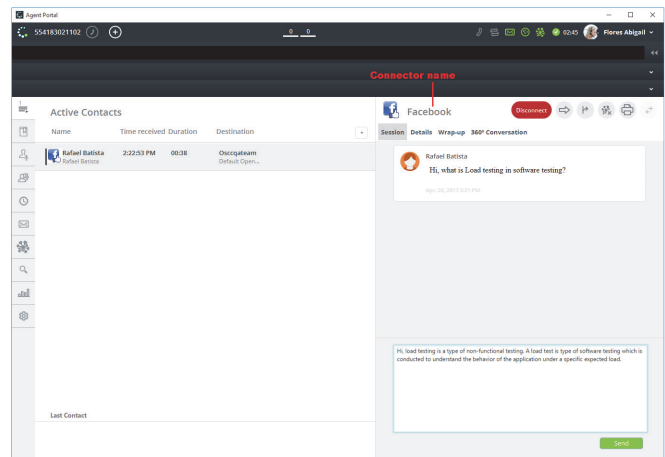 Agent Portal
554183021102
0 0
02:45 Flores Abigail
Connector name
Active Contacts
Name Time received Duration Destination
Rafael Batista 2:22:53 PM 00:38 Osccqateam
Rafael Batista Default Open...
Last Contact
Facebook
Disconnect
Session Details Wrap-up 360º Conversation
Rafael Batista
Hi, what is Load testing in software testing?
Hi, load testing is a type of non-functional testing. A load test is type of software testing which is
conducted to understand the behavior of the application under a specific expected load.
Send